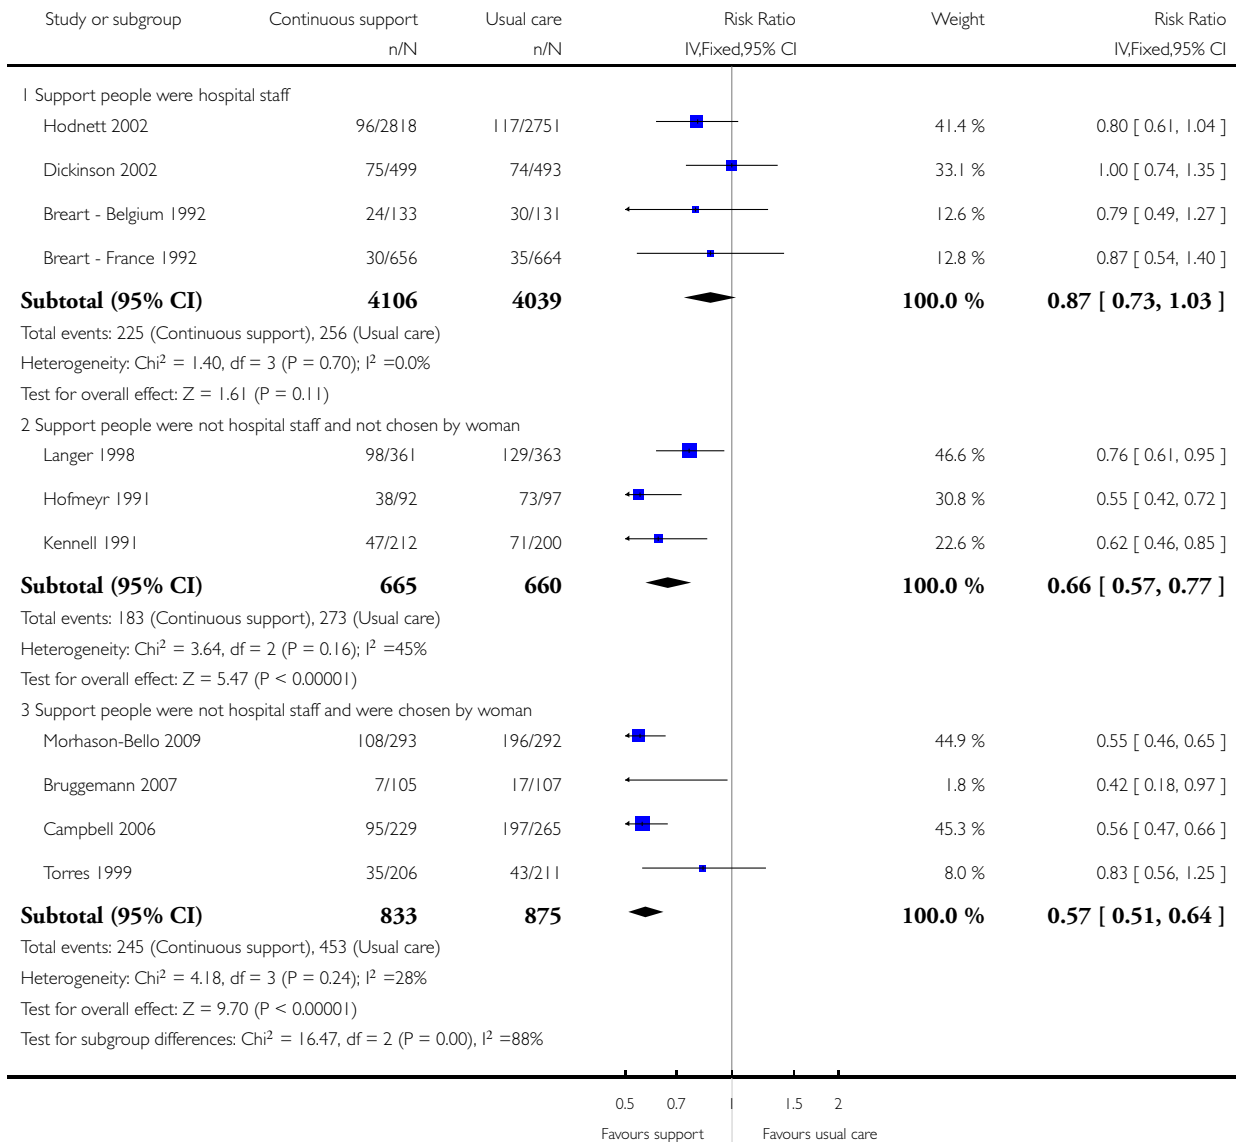 Study or subgroup Continuous support Usual care Risk Ratio Weight Risk Ratio
n/N n/N IV,Fixed,95% CI IV,Fixed,95% CI
1 Support people were hospital staff
Hodnett 2002 96/2818 117/2751 41.4 % 0.80 [ 0.61, 1.04 ]
Dickinson 2002 75/499 74/493 33.1 % 1.00 [ 0.74, 1.35 ]
Breart - Belgium 1992 24/133 30/131 12.6 % 0.79 [ 0.49, 1.27 ]
Breart - France 1992 30/656 35/664 12.8 % 0.87 [ 0.54, 1.40 ]
Subtotal (95% CI) 4106 4039 100.0 % 0.87 [ 0.73, 1.03 ]
Total events: 225 (Continuous support), 256 (Usual care)
Heterogeneity: Chi² = 1.40, df = 3 (P = 0.70); I² =0.0%
Test for overall effect: Z = 1.61 (P = 0.11)
2 Support people were not hospital staff and not chosen by woman
Langer 1998 98/361 129/363 46.6 % 0.76 [ 0.61, 0.95 ]
Hofmeyr 1991 38/92 73/97 30.8 % 0.55 [ 0.42, 0.72 ]
Kennell 1991 47/212 71/200 22.6 % 0.62 [ 0.46, 0.85 ]
Subtotal (95% CI) 665 660 100.0 % 0.66 [ 0.57, 0.77 ]
Total events: 183 (Continuous support), 273 (Usual care)
Heterogeneity: Chi² = 3.64, df = 2 (P = 0.16); I² =45%
Test for overall effect: Z = 5.47 (P < 0.00001)
3 Support people were not hospital staff and were chosen by woman
Morhason-Bello 2009 108/293 196/292 44.9 % 0.55 [ 0.46, 0.65 ]
Bruggemann 2007 7/105 17/107 1.8 % 0.42 [ 0.18, 0.97 ]
Campbell 2006 95/229 197/265 45.3 % 0.56 [ 0.47, 0.66 ]
Torres 1999 35/206 43/211 8.0 % 0.83 [ 0.56, 1.25 ]
Subtotal (95% CI) 833 875 100.0 % 0.57 [ 0.51, 0.64 ]
Total events: 245 (Continuous support), 453 (Usual care)
Heterogeneity: Chi² = 4.18, df = 3 (P = 0.24); I² =28%
Test for overall effect: Z = 9.70 (P < 0.00001)
Test for subgroup differences: Chi² = 16.47, df = 2 (P = 0.00), I² =88%
0.5 0.7 1 1.5 2
Favours support Favours usual care